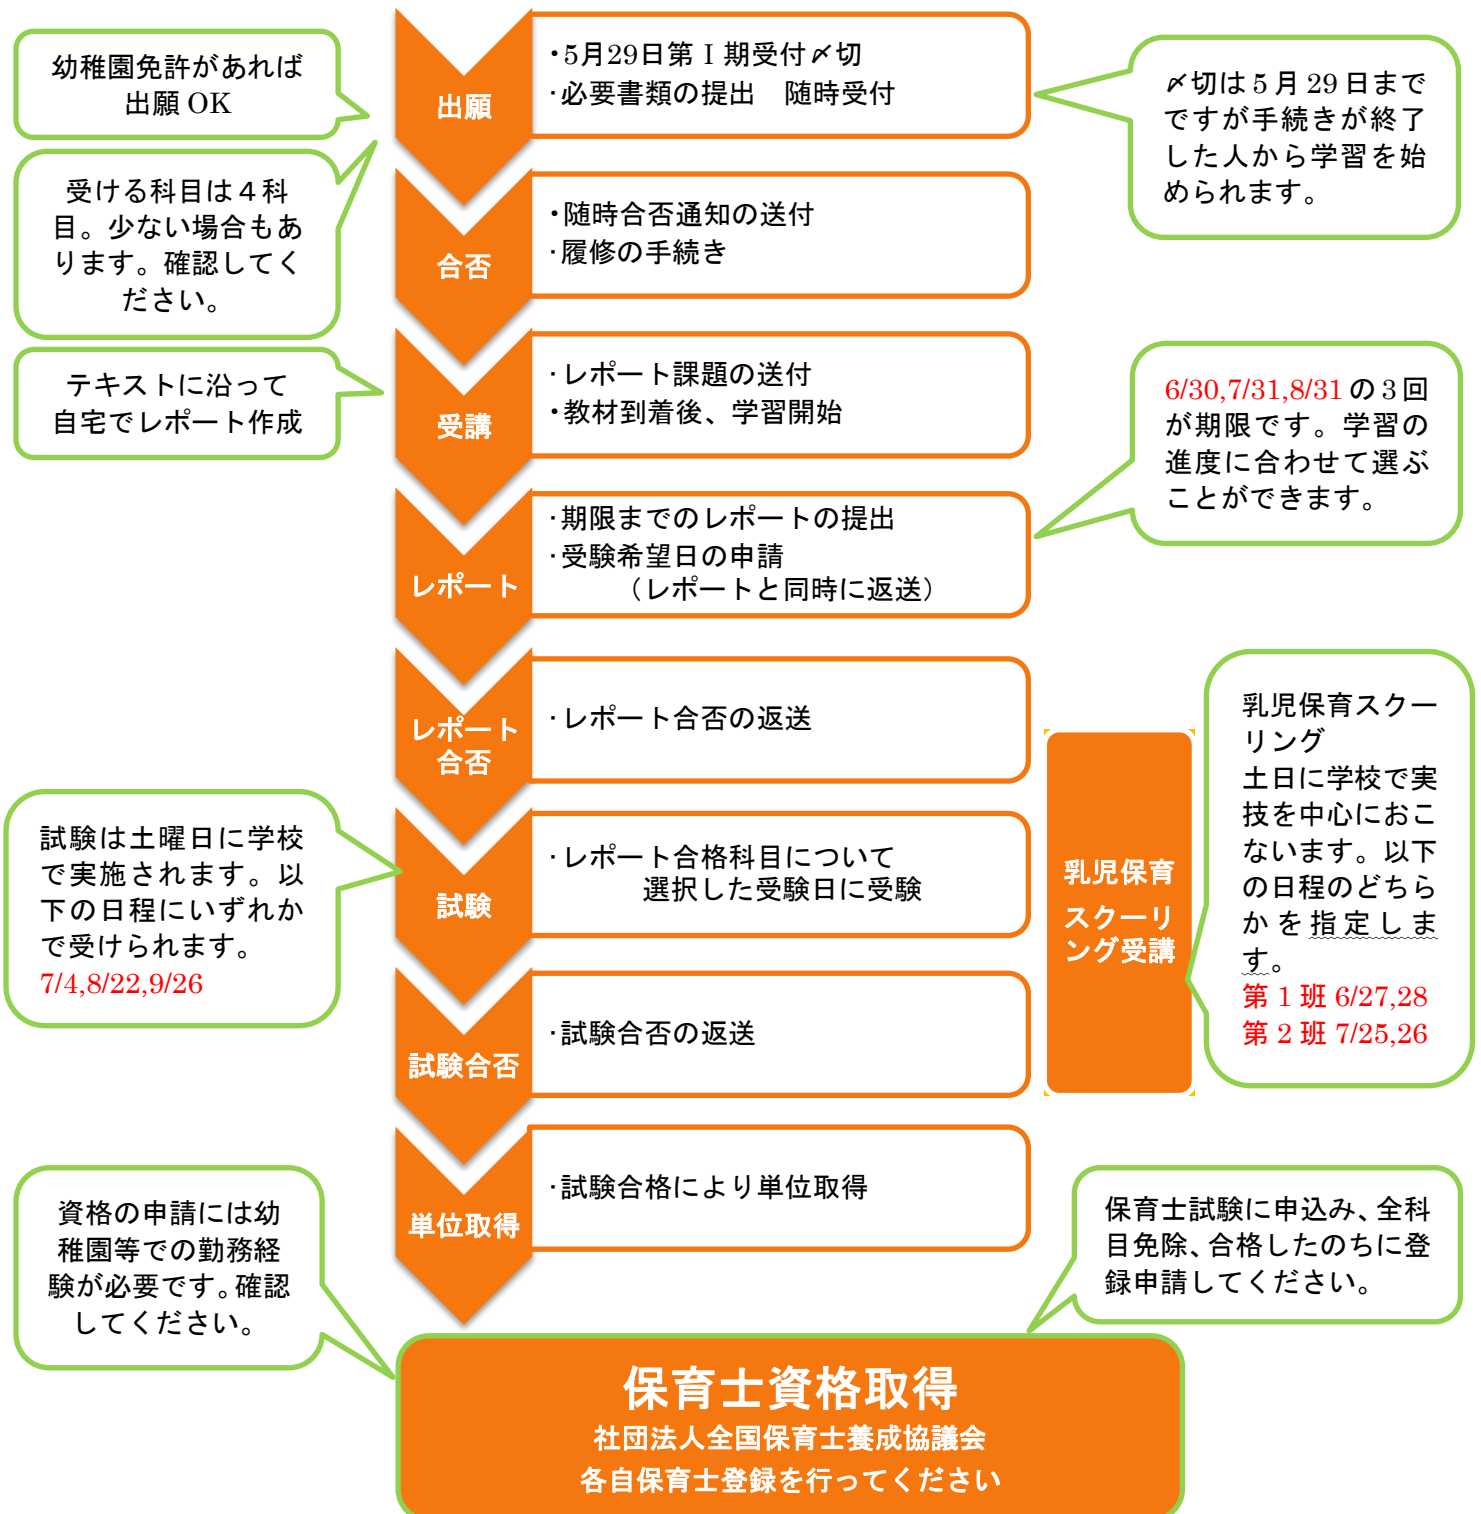 幼稚園免許があれば
出願 OK
出願
・5月29日第Ⅰ期受付〆切
・必要書類の提出　随時受付
〆切は 5 月 29 日まで
ですが手続きが終了
した人から学習を始
められます。
受ける科目は４科
目。少ない場合もあ
ります。確認してく
ださい。
合否
・随時合否通知の送付
・履修の手続き
テキストに沿って
自宅でレポート作成
受講
・レポート課題の送付
・教材到着後、学習開始
6/30,7/31,8/31 の 3 回
が期限です。学習の
進度に合わせて選ぶ
ことができます。
レポート
・期限までのレポートの提出
・受験希望日の申請
（レポートと同時に返送）
レポート
合否
・レポート合否の返送
乳児保育
スクーリ
ング受講
乳児保育スクー
リング
土日に学校で実
技を中心におこ
ないます。以下
の日程のどちら
かを指定しま
す。
第 1 班 6/27,28
第 2 班 7/25,26
試験は土曜日に学校
で実施されます。以
下の日程にいずれか
で受けられます。
7/4,8/22,9/26
試験
・レポート合格科目について
選択した受験日に受験
試験合否
・試験合否の返送
単位取得
・試験合格により単位取得
資格の申請には幼
稚園等での勤務経
験が必要です。確認
してください。
保育士試験に申込み、全科
目免除、合格したのちに登
録申請してください。
保育士資格取得
社団法人全国保育士養成協議会
各自保育士登録を行ってください